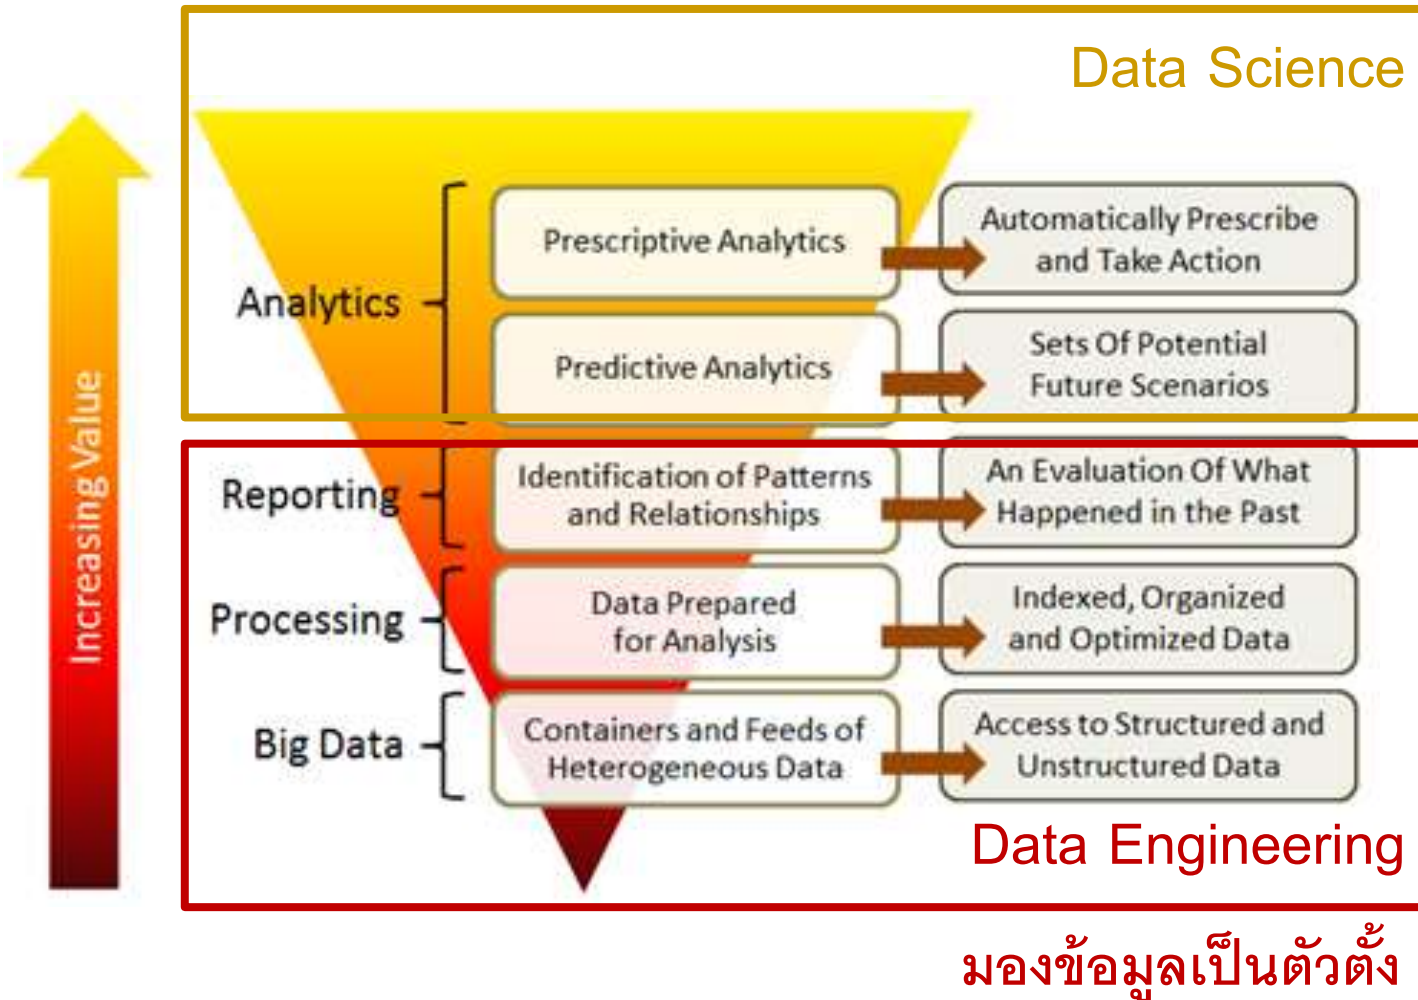 Data Science
Increasing Value
Analytics
Prescriptive Analytics
Automatically Prescribe
and Take Action
Predictive Analytics
Sets Of Potential
Future Scenarios
Reporting
Identification of Patterns
and Relationships
An Evaluation Of What
Happened in the Past
Processing
Data Prepared
for Analysis
Indexed, Organized
and Optimized Data
Big Data
Containers and Feeds of
Heterogeneous Data
Access to Structured and
Unstructured Data
Data Engineering
มองข้อมูลเป็นตัวตั้ง